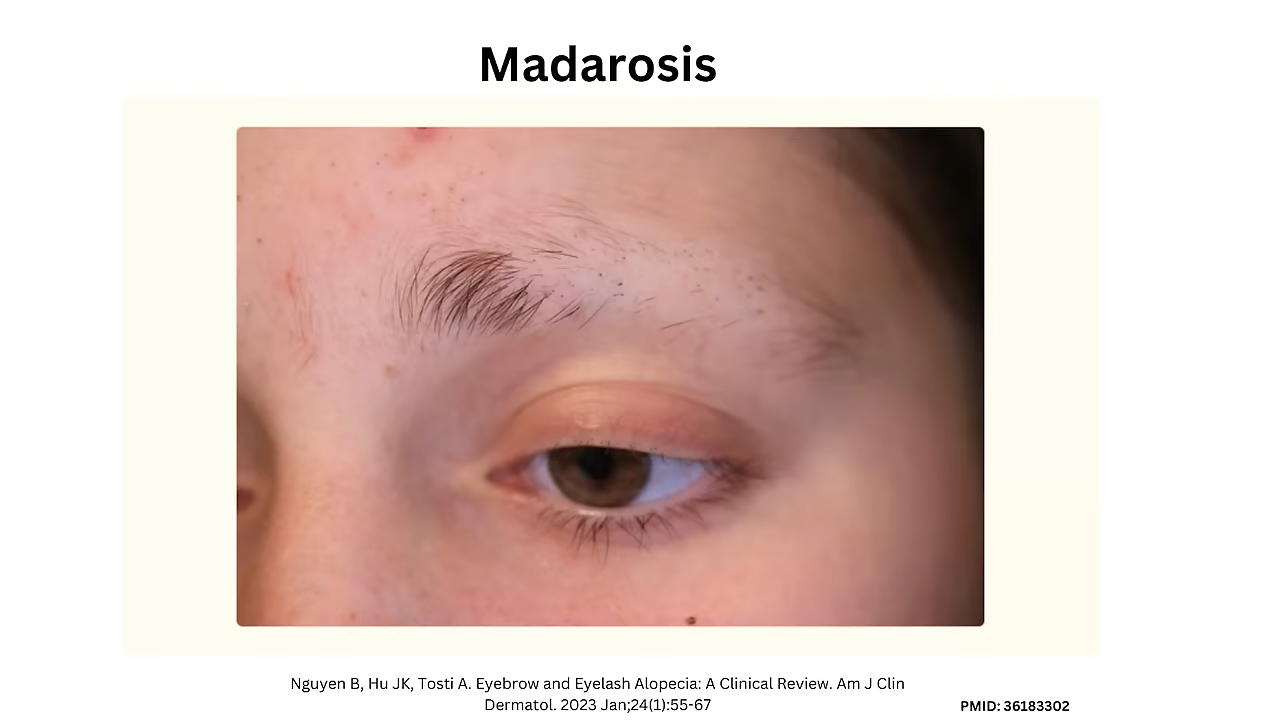 Madarosis
Nguyen B, Hu JK, Tosti A. Eyebrow and Eyelash Alopecia: A Clinical Review. Am J Clin
Dermatol. 2023 Jan;24(1):55-67
PMID: 36183302